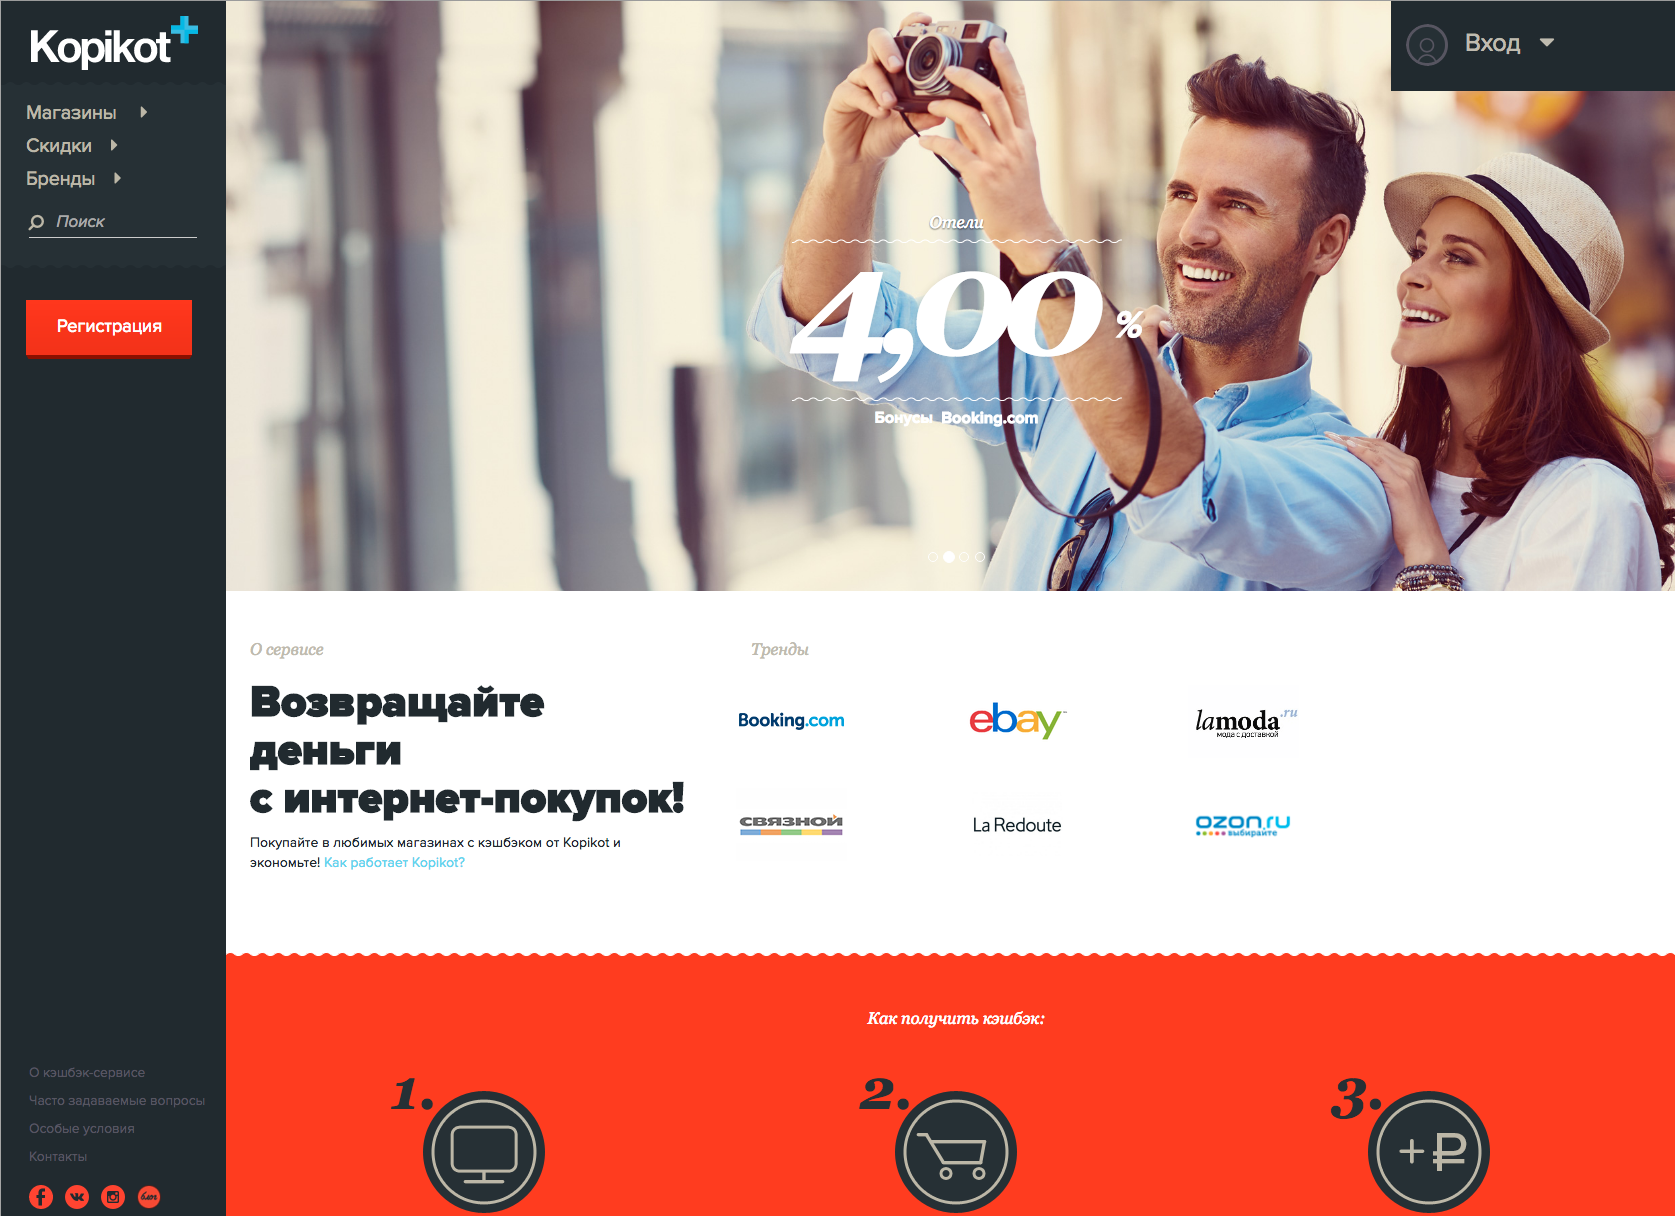 Kopikot
Магазины
Скидки
Бренды
Поиск
Регистрация
Вход
Отели
4,00 %
Бонусы Booking.com
О сервисе
Возвращайте
деньги
с интернет-покупок!
Покупайте в любимых магазинах с кэшбэком от Kopikot и
экономьте! Как работает Kopikot?
Тренды
Booking.com
ebay™
lamoda.ru
мода с доставкой
СВЯЗНОЙ
La Redoute
OZON.RU
выбирайте
Как получить кэшбэк:
1.
2.
3.
+₽
О кэшбэк-сервисе
Часто задаваемые вопросы
Особые условия
Контакты
блог